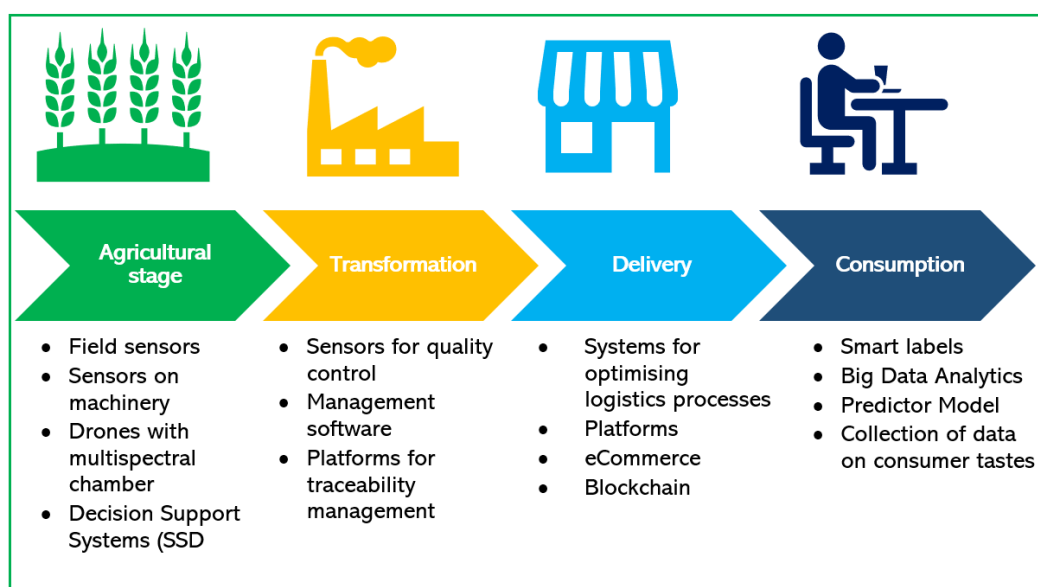 Agricultural
stage
Transformation
Delivery
Consumption
• Field sensors
• Sensors on
machinery
• Drones with
multispectral
chamber
• Decision Support
Systems (SSD
• Sensors for quality
control
• Management
software
• Platforms for
traceability
management
• Systems for
optimising
logistics processes
• Platforms
• eCommerce
• Blockchain
• Smart labels
• Big Data Analytics
• Predictor Model
• Collection of data
on consumer tastes